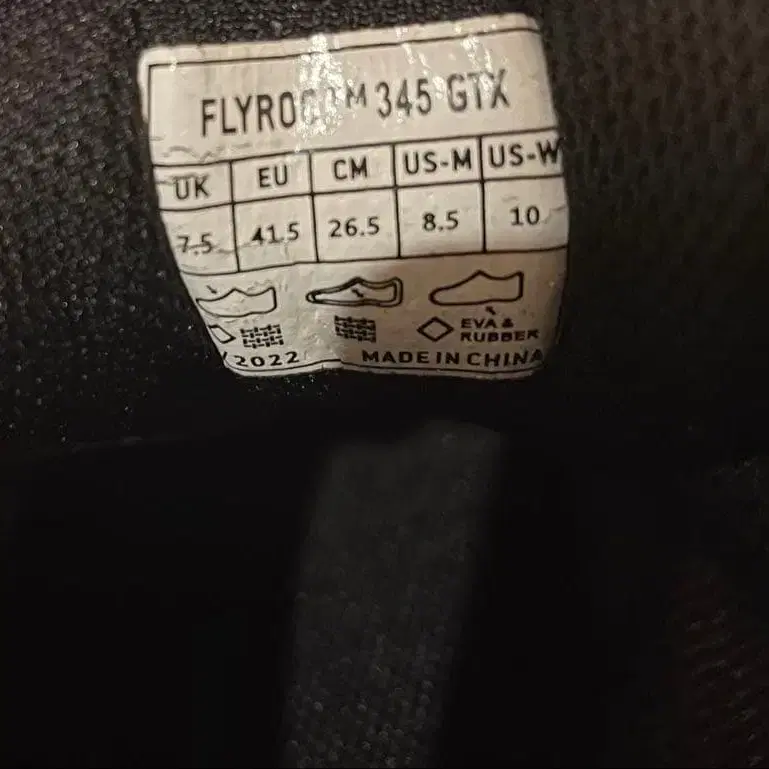 345 GTX
UK EU CM US-M US-W
7.5 41.5 26.5 8.5 10
EVA &
RUBBER
/2022 MADE IN CHINA